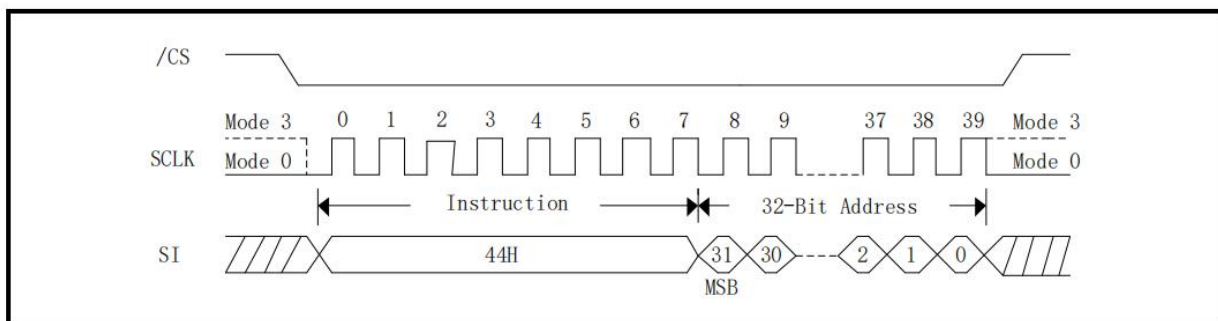 /CS
Mode 3 0 1 2 3 4 5 6 7 8 9 37 38 39 Mode 3
SCLK Mode 0 Mode 0
Instruction 32-Bit Address
SI 44H 31 30 2 1 0
MSB